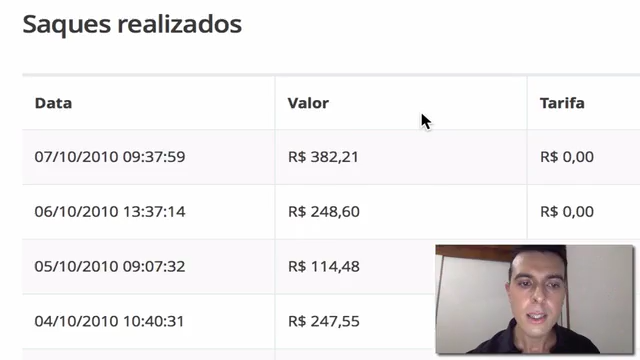 Saques realizados
Data Valor Tarifa
07/10/2010 09:37:59 R$ 382,21 R$ 0,00
06/10/2010 13:37:14 R$ 248,60 R$ 0,00
05/10/2010 09:07:32 R$ 114,48
04/10/2010 10:40:31 R$ 247,55